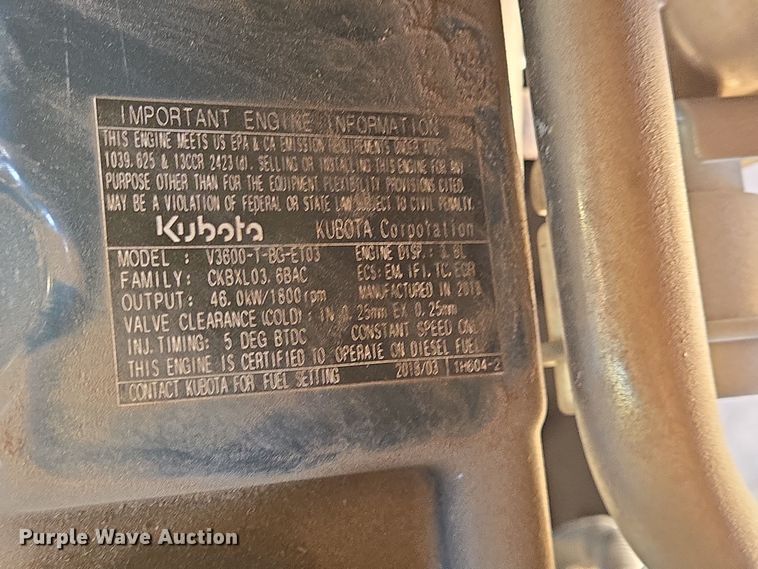 IMPORTANT ENGINE INFORMATION
THIS ENGINE MEETS US EPA & CA EMISSION REQUIREMENTS UNDER
1039.625 & 13CCR 2423(d). SELLING OR INSTALLING THIS ENGINE FOR ANY
PURPOSE OTHER THAN FOR THE EQUIPMENT FLEXIBILITY PROVISIONS CITED
MAY BE A VIOLATION OF FEDERAL OR STATE LAW SUBJECT TO CIVIL PENALTY.
Kubota KUBOTA Corporation
MODEL: V3600-T-BG-ET03 ENGINE DISP.: 3.6L
FAMILY: CKBXL03.6BAC ECS: EM, IFI, TC, EGR
OUTPUT: 46.0kW/1800rpm MANUFACTURED IN
VALVE CLEARANCE (COLD): IN 0.25mm EX 0.25mm
INJ. TIMING: 5 DEG BTDC CONSTANT SPEED ONLY
THIS ENGINE IS CERTIFIED TO OPERATE ON DIESEL FUEL
CONTACT KUBOTA FOR FUEL SETTING 2018/03 1H604-2
Purple Wave Auction